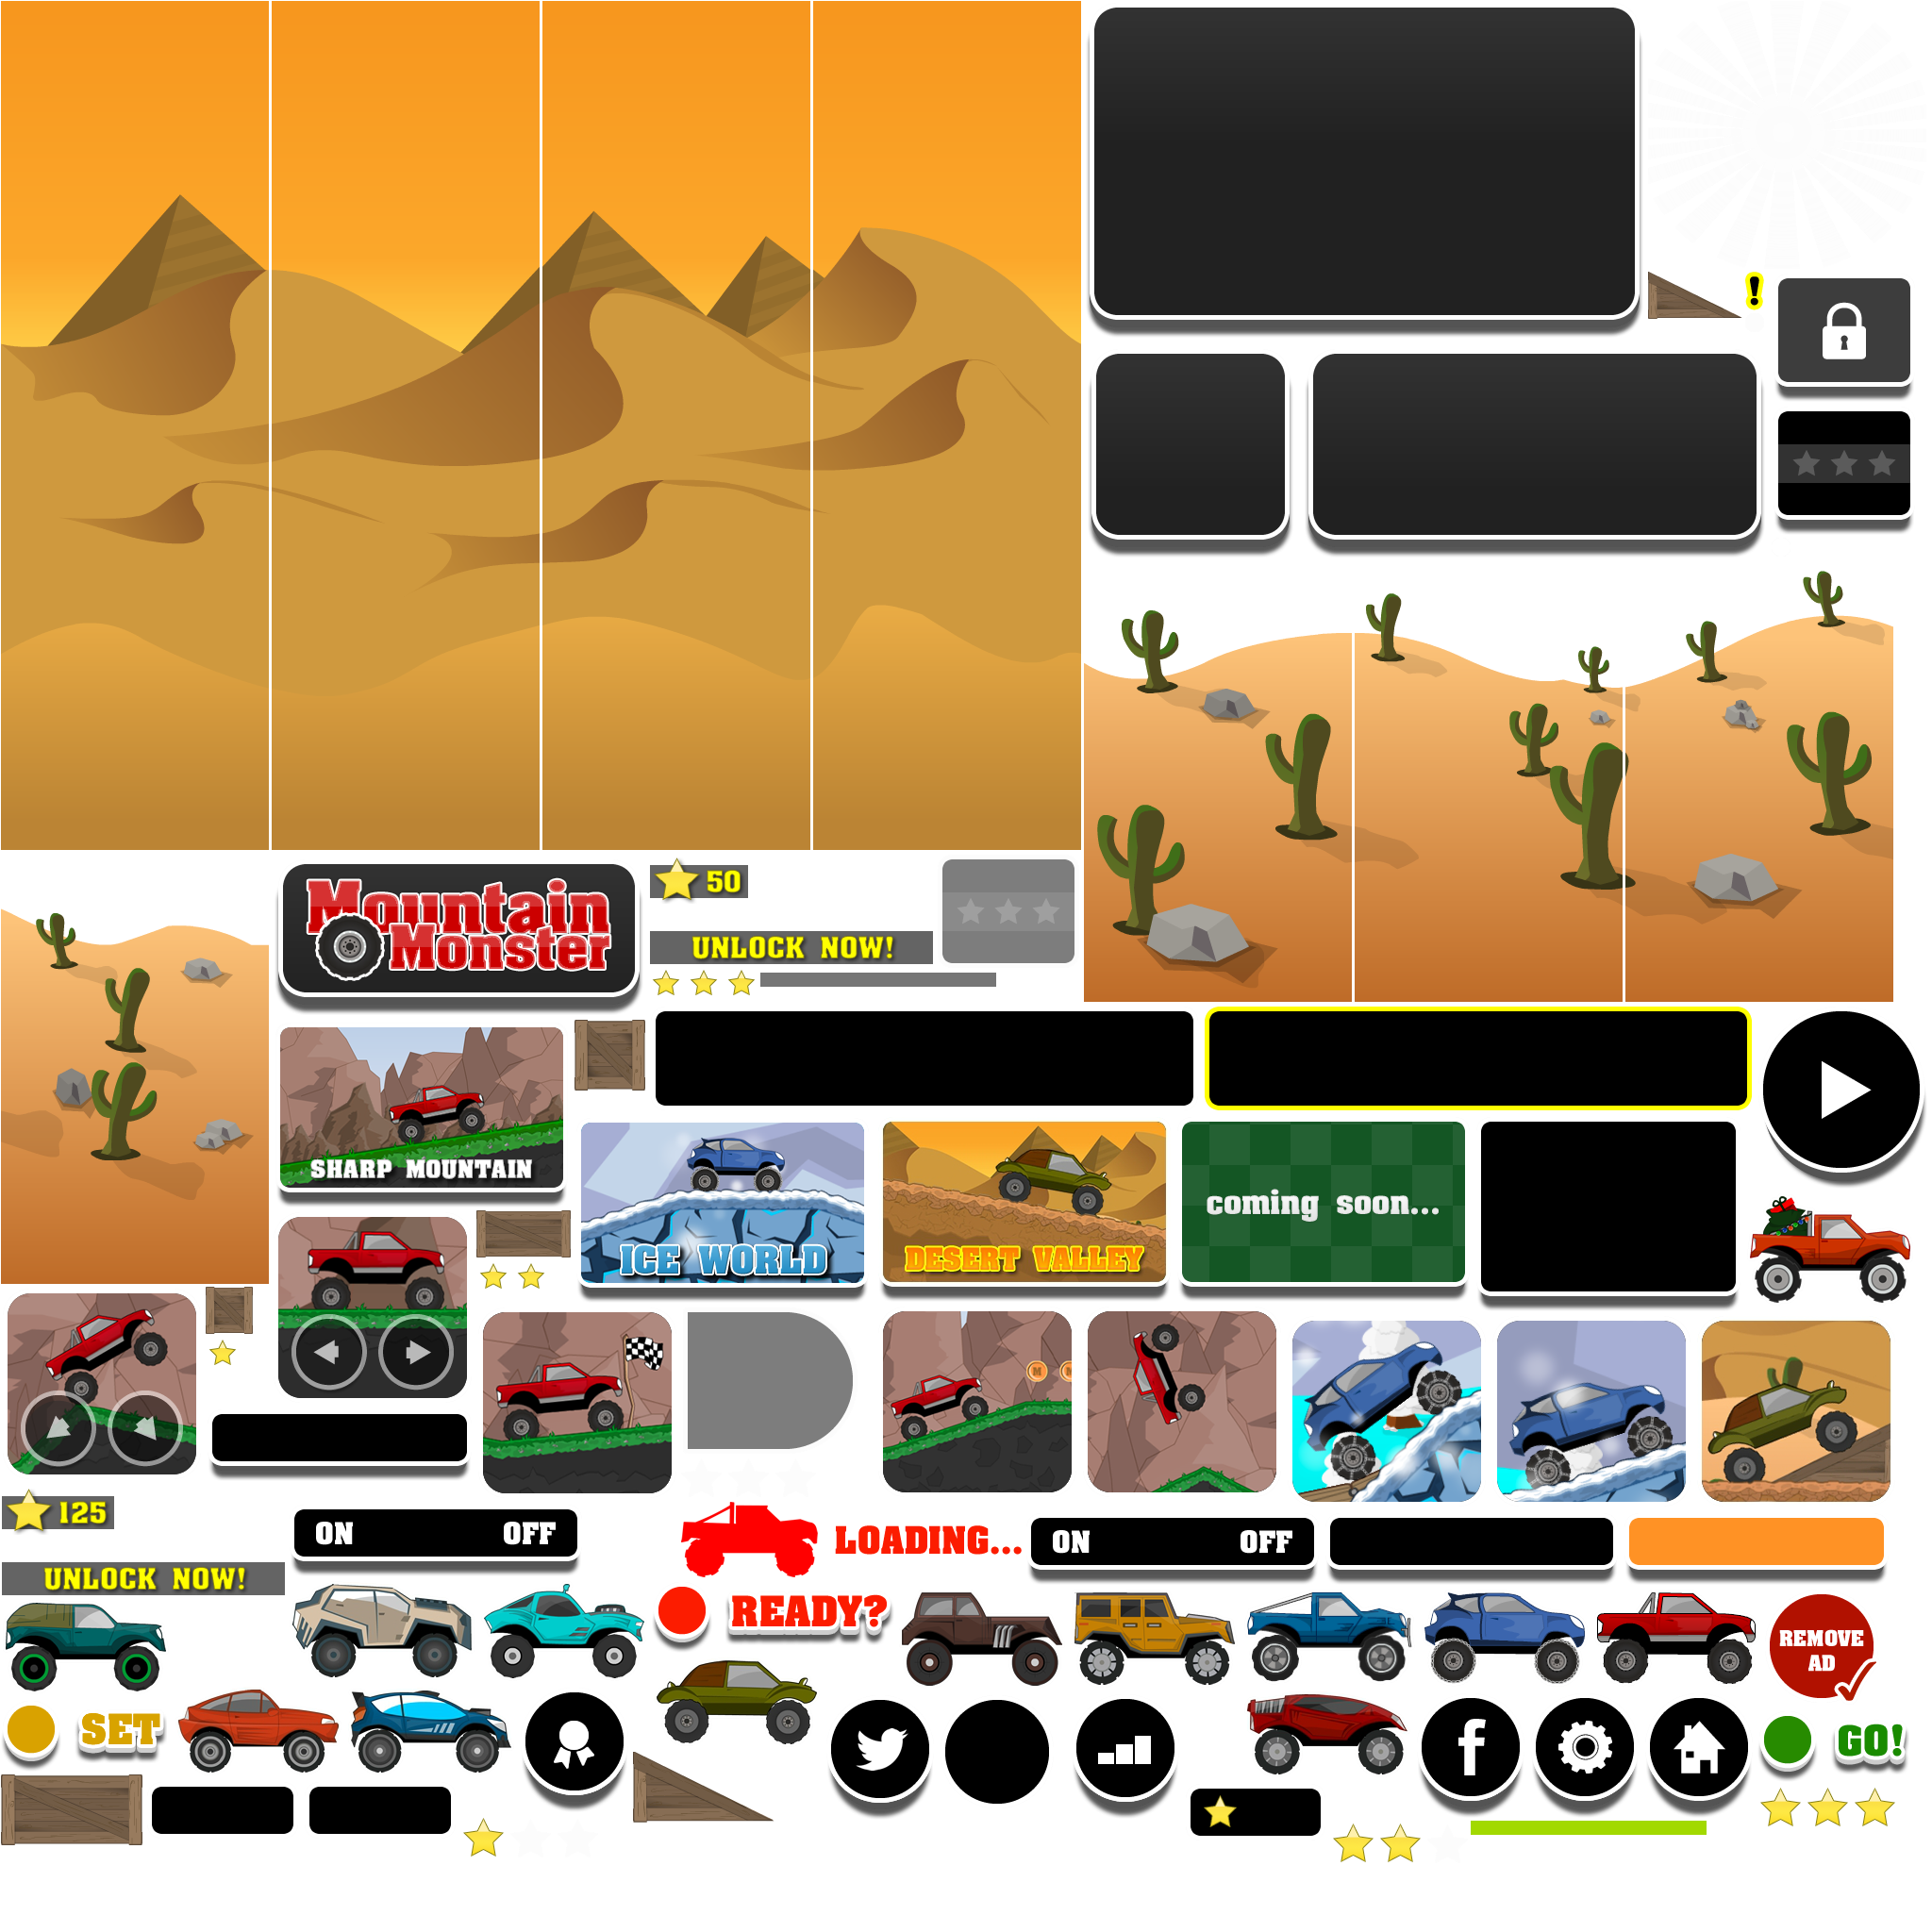 !
Mountain
Monster
50
UNLOCK NOW!
SHARP MOUNTAIN
ICE WORLD
DESERT VALLEY
coming soon...
M
125
ON OFF
LOADING...
ON OFF
UNLOCK NOW!
READY?
REMOVE
AD
SET
f
GO!